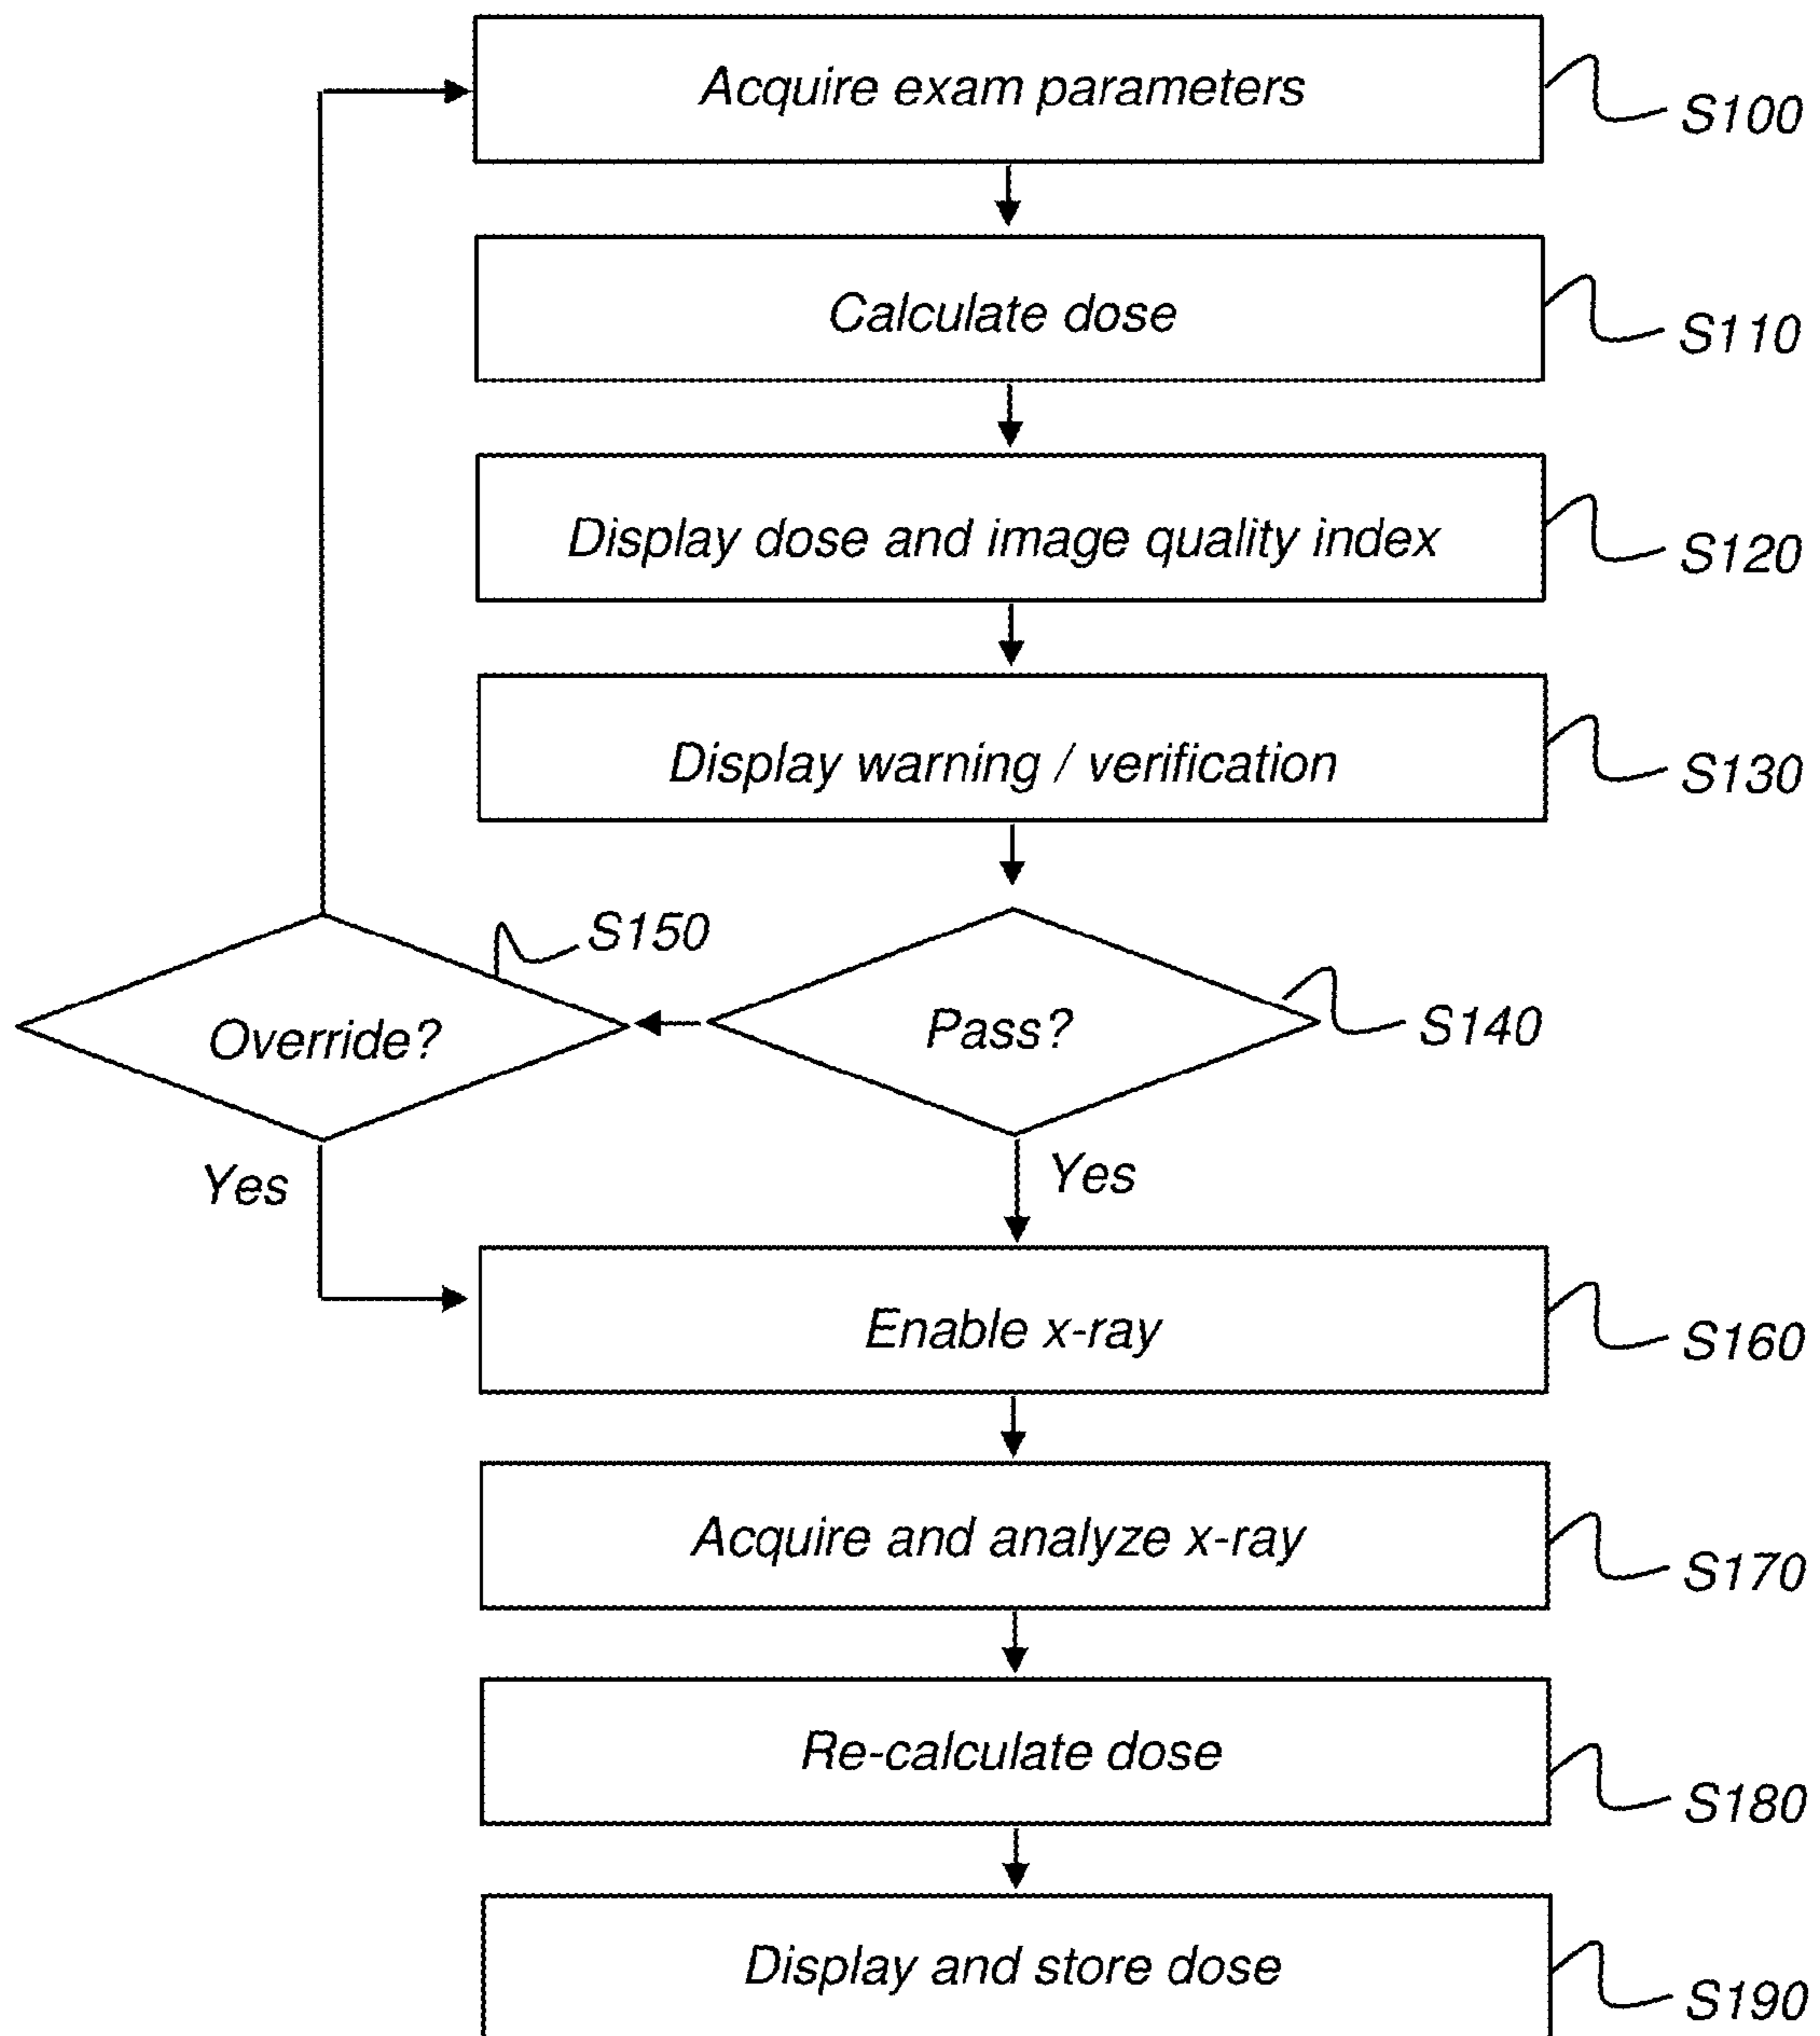 Acquire exam parameters
S100
Calculate dose
S110
Display dose and image quality index
S120
Display warning / verification
S130
S150
Override?
Pass?
S140
Yes
Yes
Enable x-ray
S160
Acquire and analyze x-ray
S170
Re-calculate dose
S180
Display and store dose
S190